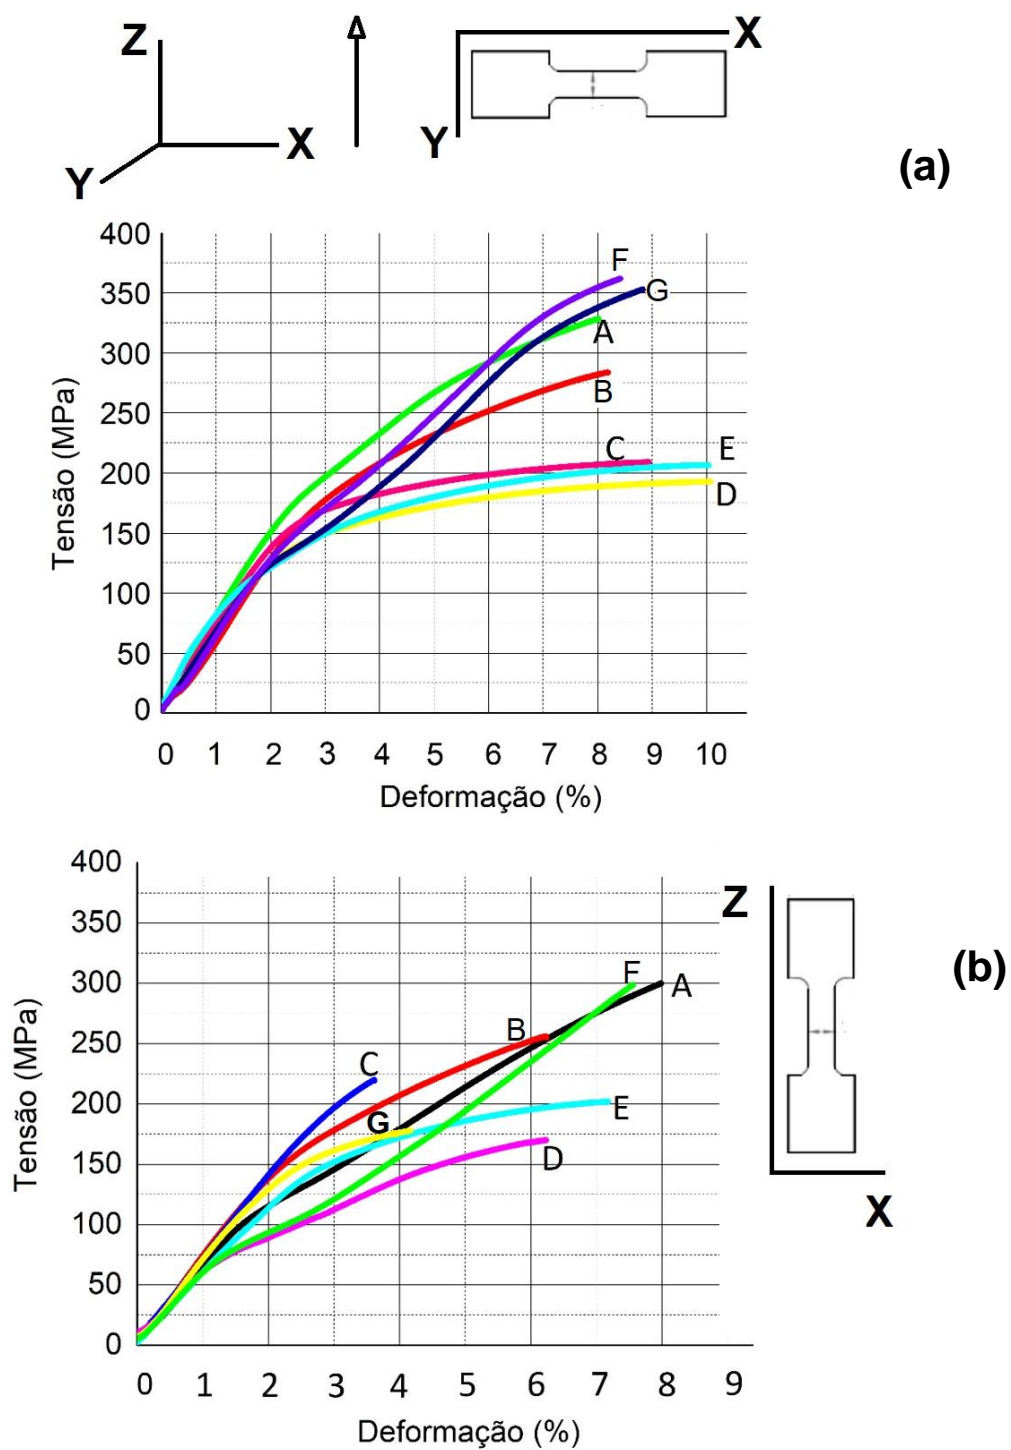 Z
X
Y
X
Y
(a)
400
350
300
250
200
150
100
50
0
Tensão (MPa)
F
G
A
B
C
E
D
0 1 2 3 4 5 6 7 8 9 10
Deformação (%)
400
350
300
250
200
150
100
50
0
Tensão (MPa)
F
A
B
C
G
E
D
0 1 2 3 4 5 6 7 8 9
Deformação (%)
Z
X
(b)